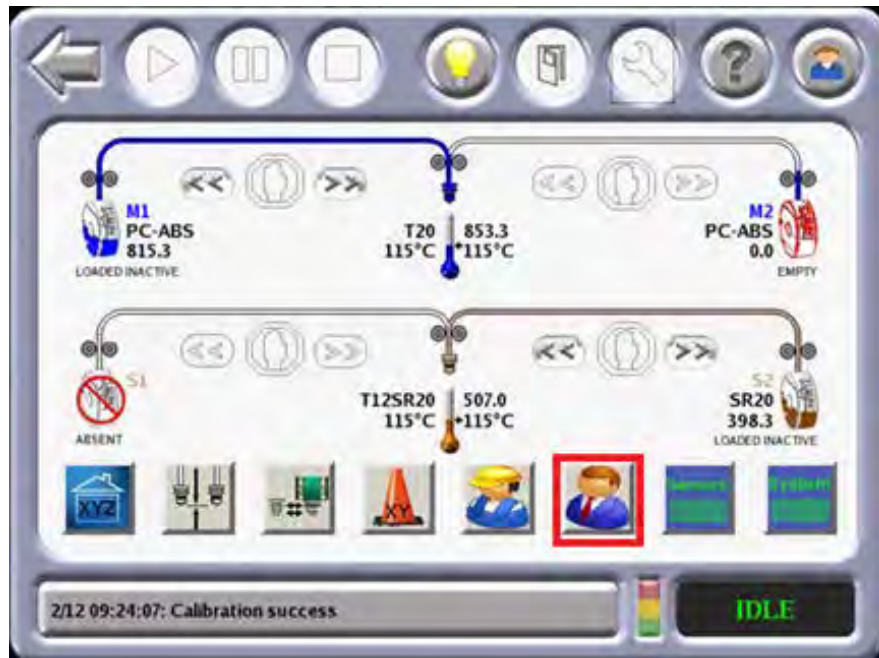 M1
PC-ABS
815.3
LOADED INACTIVE
T20 853.3
115°C 115°C
M2
PC-ABS
0.0
EMPTY
S1
ABSENT
T12SR20 507.0
115°C 115°C
S2
SR20
398.3
LOADED INACTIVE
XYZ
XY
System
2/12 09:24:07: Calibration success
IDLE